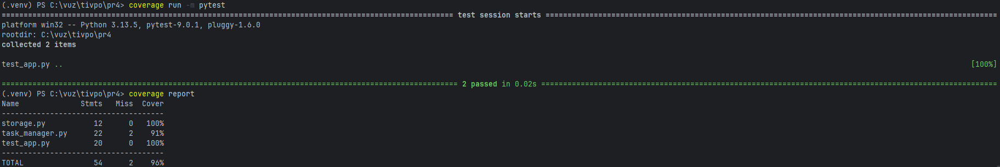 (.venv) PS C:\vuz\tivpo\pr4> coverage run -m pytest
============================= test session starts =============================
platform win32 -- Python 3.13.5, pytest-9.0.1, pluggy-1.6.0
rootdir: C:\vuz\tivpo\pr4
collected 2 items
test_app.py .. [100%]
============================== 2 passed in 0.02s ==============================
(.venv) PS C:\vuz\tivpo\pr4> coverage report
Name              Stmts   Miss  Cover
-------------------------------------
storage.py           12      0   100%
task_manager.py      22      2    91%
test_app.py          20      0   100%
-------------------------------------
TOTAL                54      2    96%